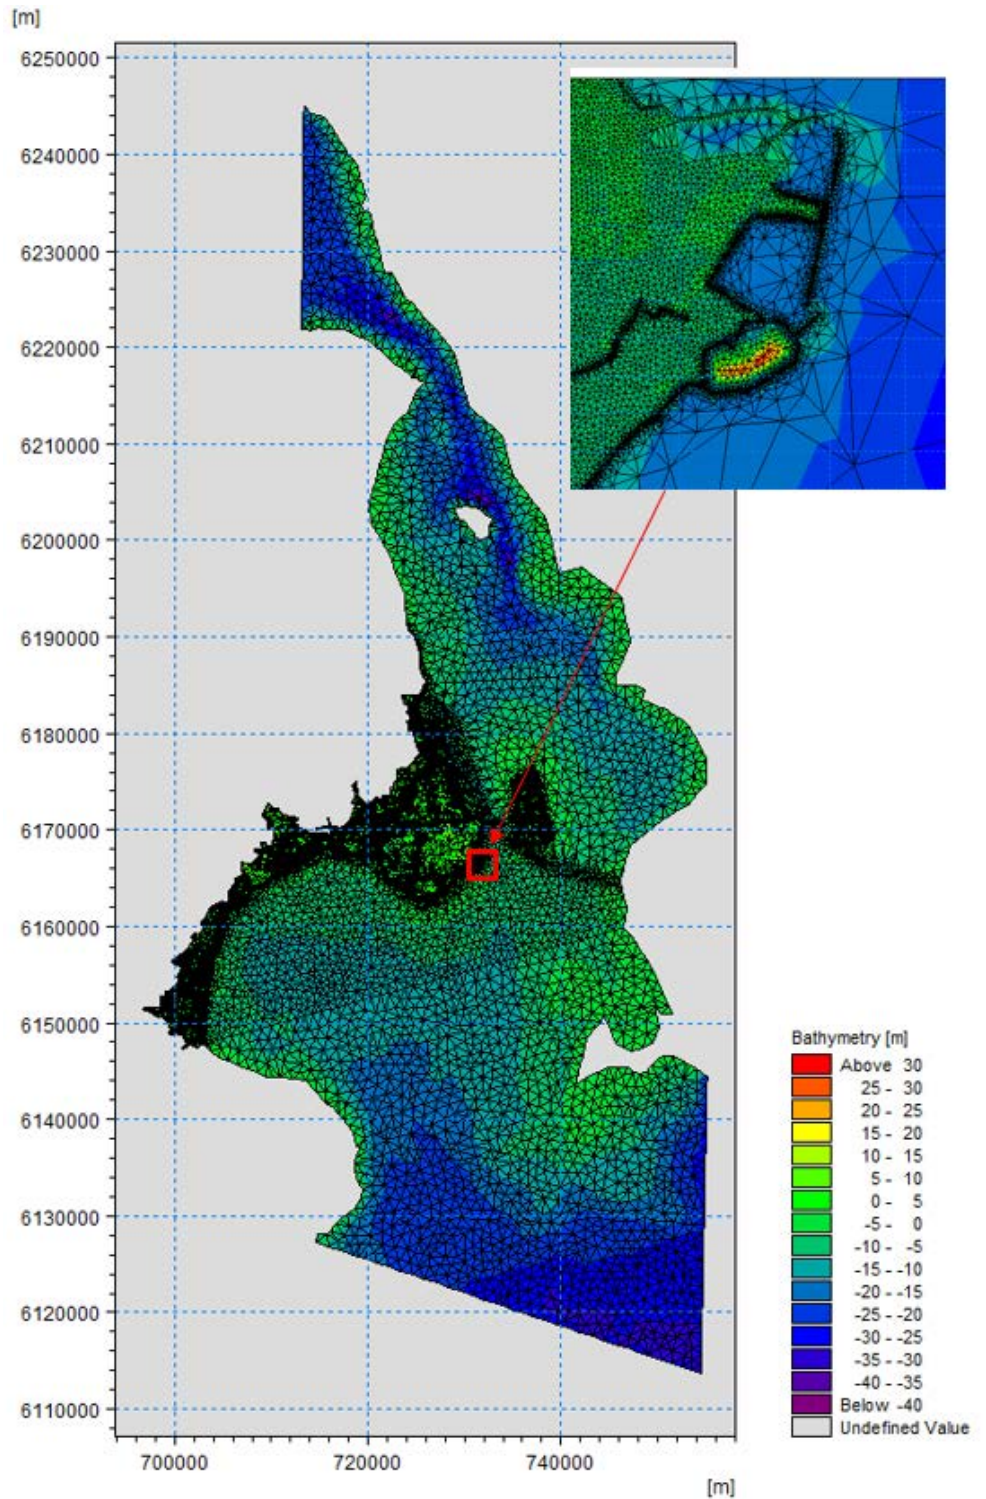 [m]
6250000
6240000
6230000
6220000
6210000
6200000
6190000
6180000
6170000
6160000
6150000
6140000
6130000
6120000
6110000
700000 720000 740000
[m]
Bathymetry [m]
Above 30
25 - 30
20 - 25
15 - 20
10 - 15
5 - 10
0 - 5
-5 - 0
-10 - -5
-15 - -10
-20 - -15
-25 - -20
-30 - -25
-35 - -30
-40 - -35
Below -40
Undefined Value